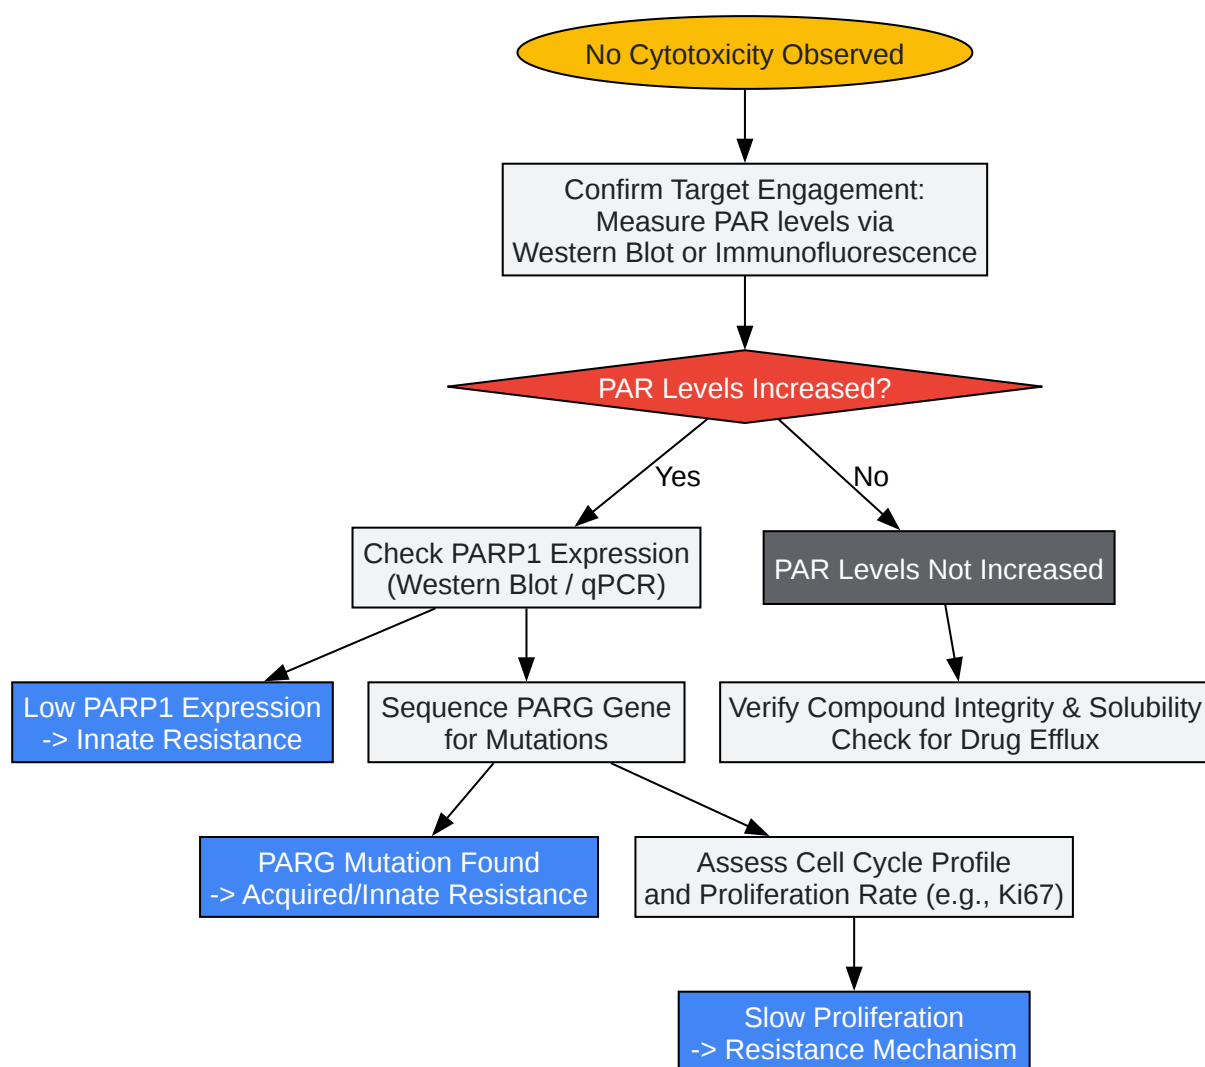 No Cytotoxicity Observed
Confirm Target Engagement:
Measure PAR levels via
Western Blot or Immunofluorescence
PAR Levels Increased?
Yes
No
Check PARP1 Expression
(Western Blot / qPCR)
PAR Levels Not Increased
Low PARP1 Expression
-> Innate Resistance
Sequence PARG Gene
for Mutations
Verify Compound Integrity & Solubility
Check for Drug Efflux
PARG Mutation Found
-> Acquired/Innate Resistance
Assess Cell Cycle Profile
and Proliferation Rate (e.g., Ki67)
Slow Proliferation
-> Resistance Mechanism